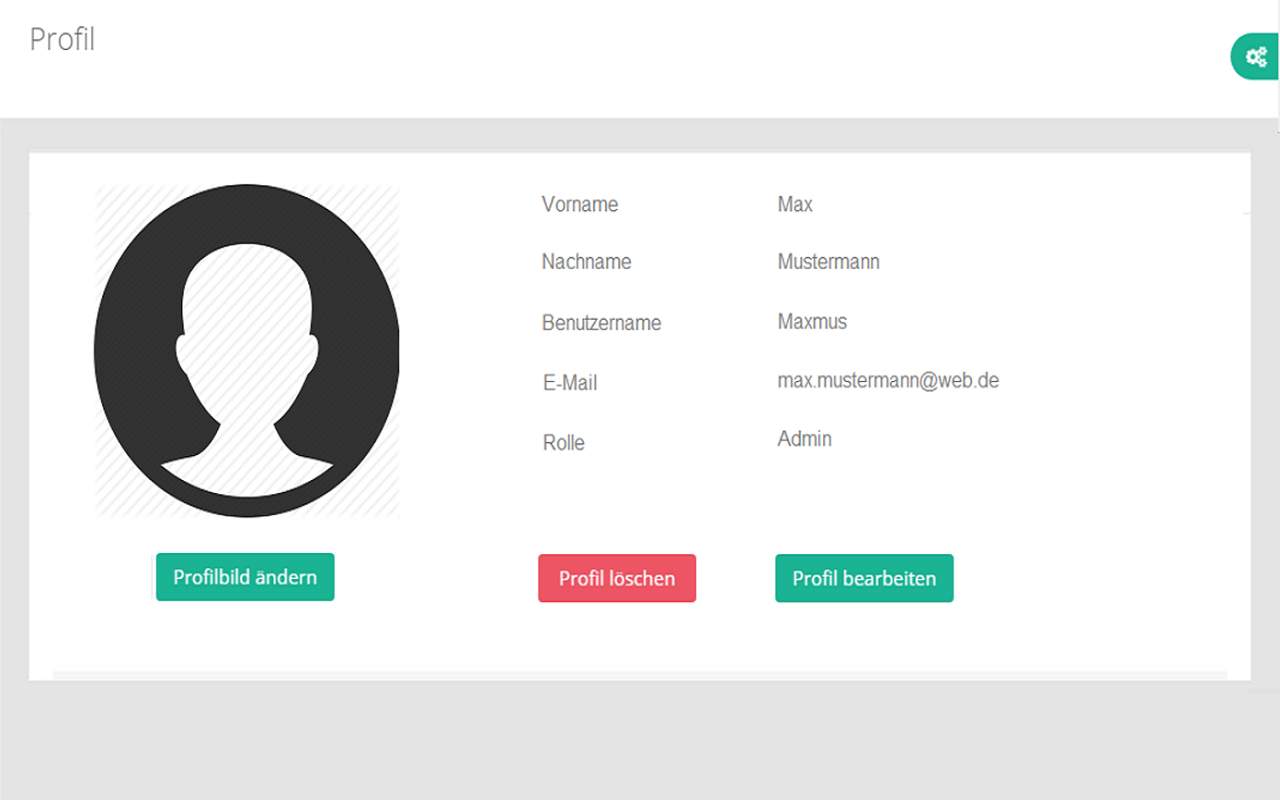 Profil
Vorname Max
Nachname Mustermann
Benutzername Maxmus
E-Mail max.mustermann@web.de
Rolle Admin
Profilbild ändern Profil löschen Profil bearbeiten